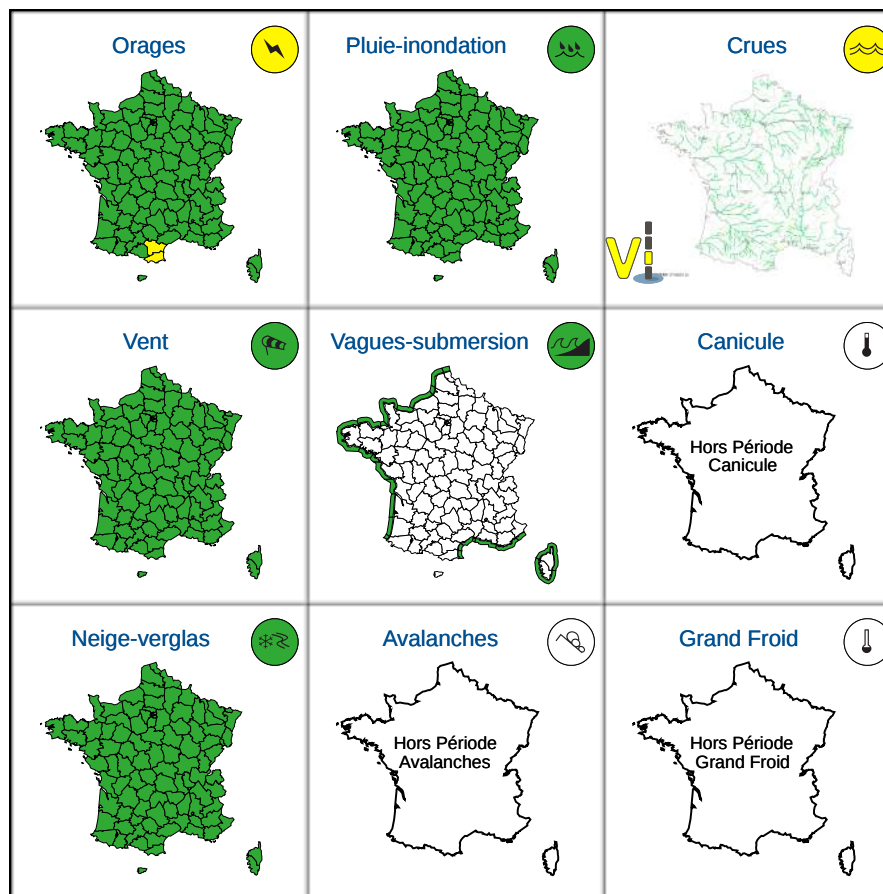 Orages
Pluie-inondation
Crues
Vent
Vagues-submersion
Canicule
Hors Période
Canicule
Neige-verglas
Avalanches
Grand Froid
Hors Période
Avalanches
Hors Période
Grand Froid